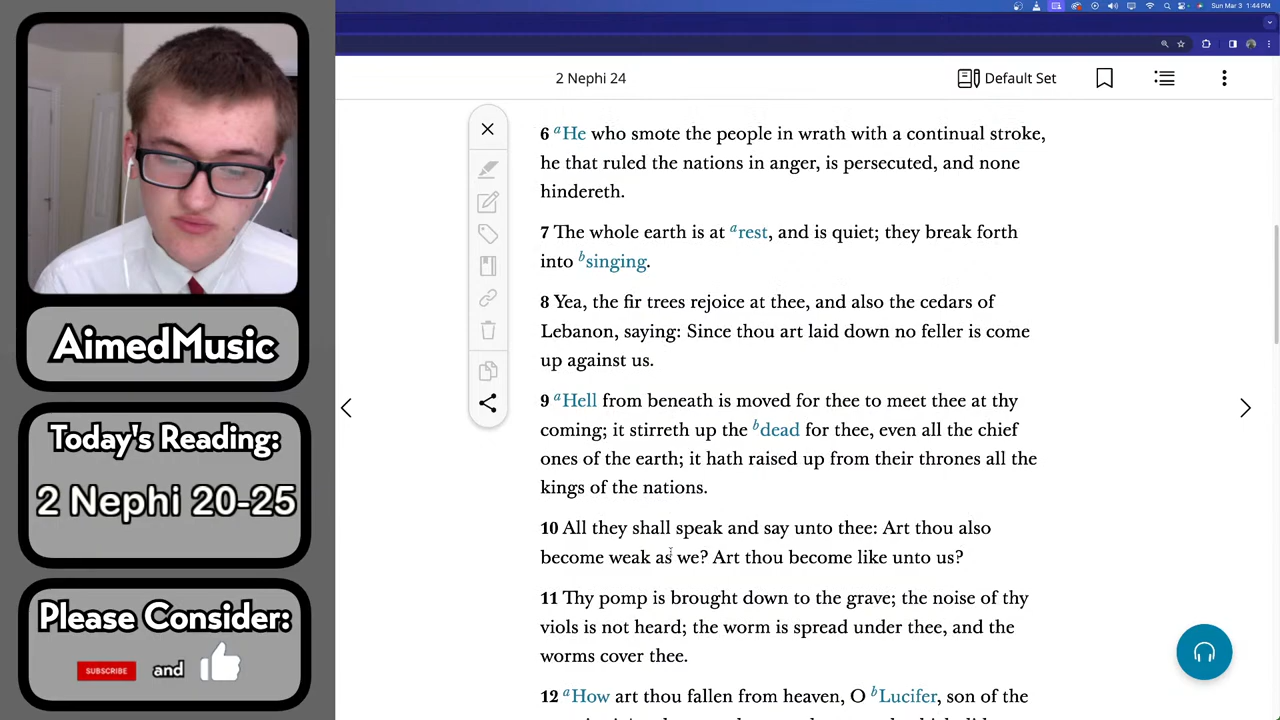 Sun Mar 3 1:44 PM
2 Nephi 24
Default Set
6 a He who smote the people in wrath with a continual stroke,
he that ruled the nations in anger, is persecuted, and none
hindereth.
7 The whole earth is at a rest, and is quiet; they break forth
into b singing.
8 Yea, the fir trees rejoice at thee, and also the cedars of
Lebanon, saying: Since thou art laid down no feller is come
up against us.
9 a Hell from beneath is moved for thee to meet thee at thy
coming; it stirreth up the b dead for thee, even all the chief
ones of the earth; it hath raised up from their thrones all the
kings of the nations.
10 All they shall speak and say unto thee: Art thou also
become weak as we? Art thou become like unto us?
11 Thy pomp is brought down to the grave; the noise of thy
viols is not heard; the worm is spread under thee, and the
worms cover thee.
12 a How art thou fallen from heaven, O b Lucifer, son of the
AimedMusic
Today's Reading:
2 Nephi 20-25
Please Consider:
SUBSCRIBE and